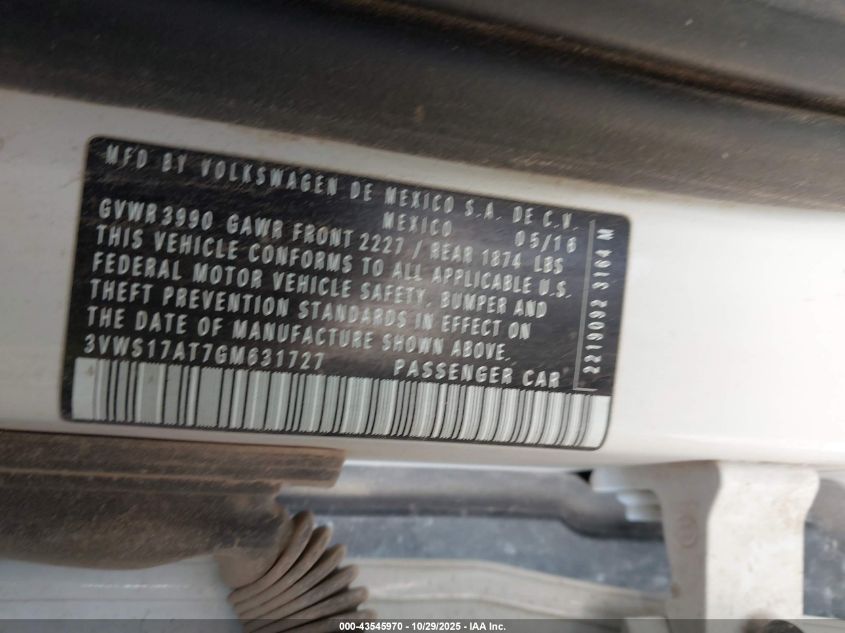 MFD BY VOLKSWAGEN DE MEXICO S.A. DE C.V.
MEXICO 05/16
GVWR 3990 GAWR FRONT 2227 / REAR 1874 LBS
THIS VEHICLE CONFORMS TO ALL APPLICABLE U.S.
FEDERAL MOTOR VEHICLE SAFETY, BUMPER AND
THEFT PREVENTION STANDARDS IN EFFECT ON
THE DATE OF MANUFACTURE SHOWN ABOVE.
3VWS17AT7GM631727 PASSENGER CAR
2219092 3164 M
000-43545970 - 10/29/2025 - IAA Inc.